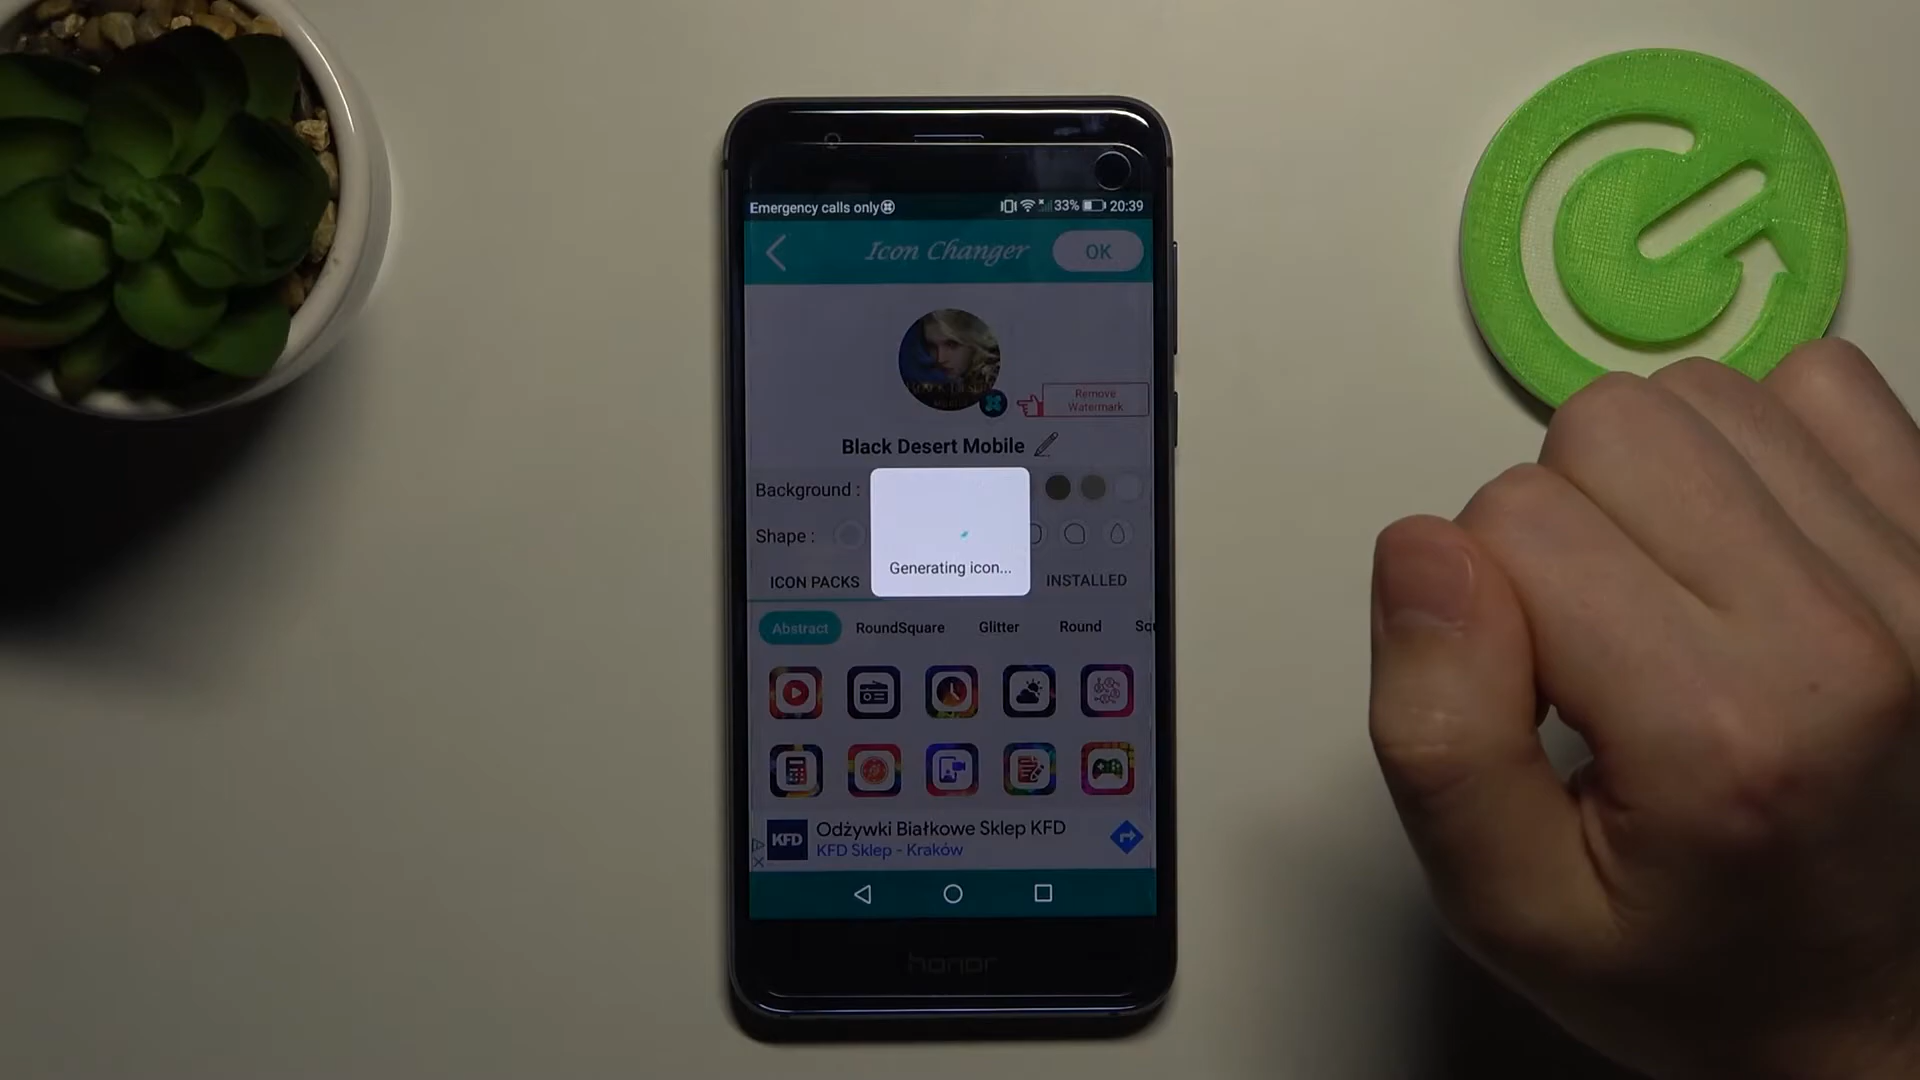 Emergency calls only
33% 20:39
Icon Changer
OK
Remove
Watermark
Black Desert Mobile
Background :
Shape :
Generating icon...
ICON PACKS
INSTALLED
Abstract RoundSquare Glitter Round
KFD
Odżywki Białkowe Sklep KFD
KFD Sklep - Kraków
honor